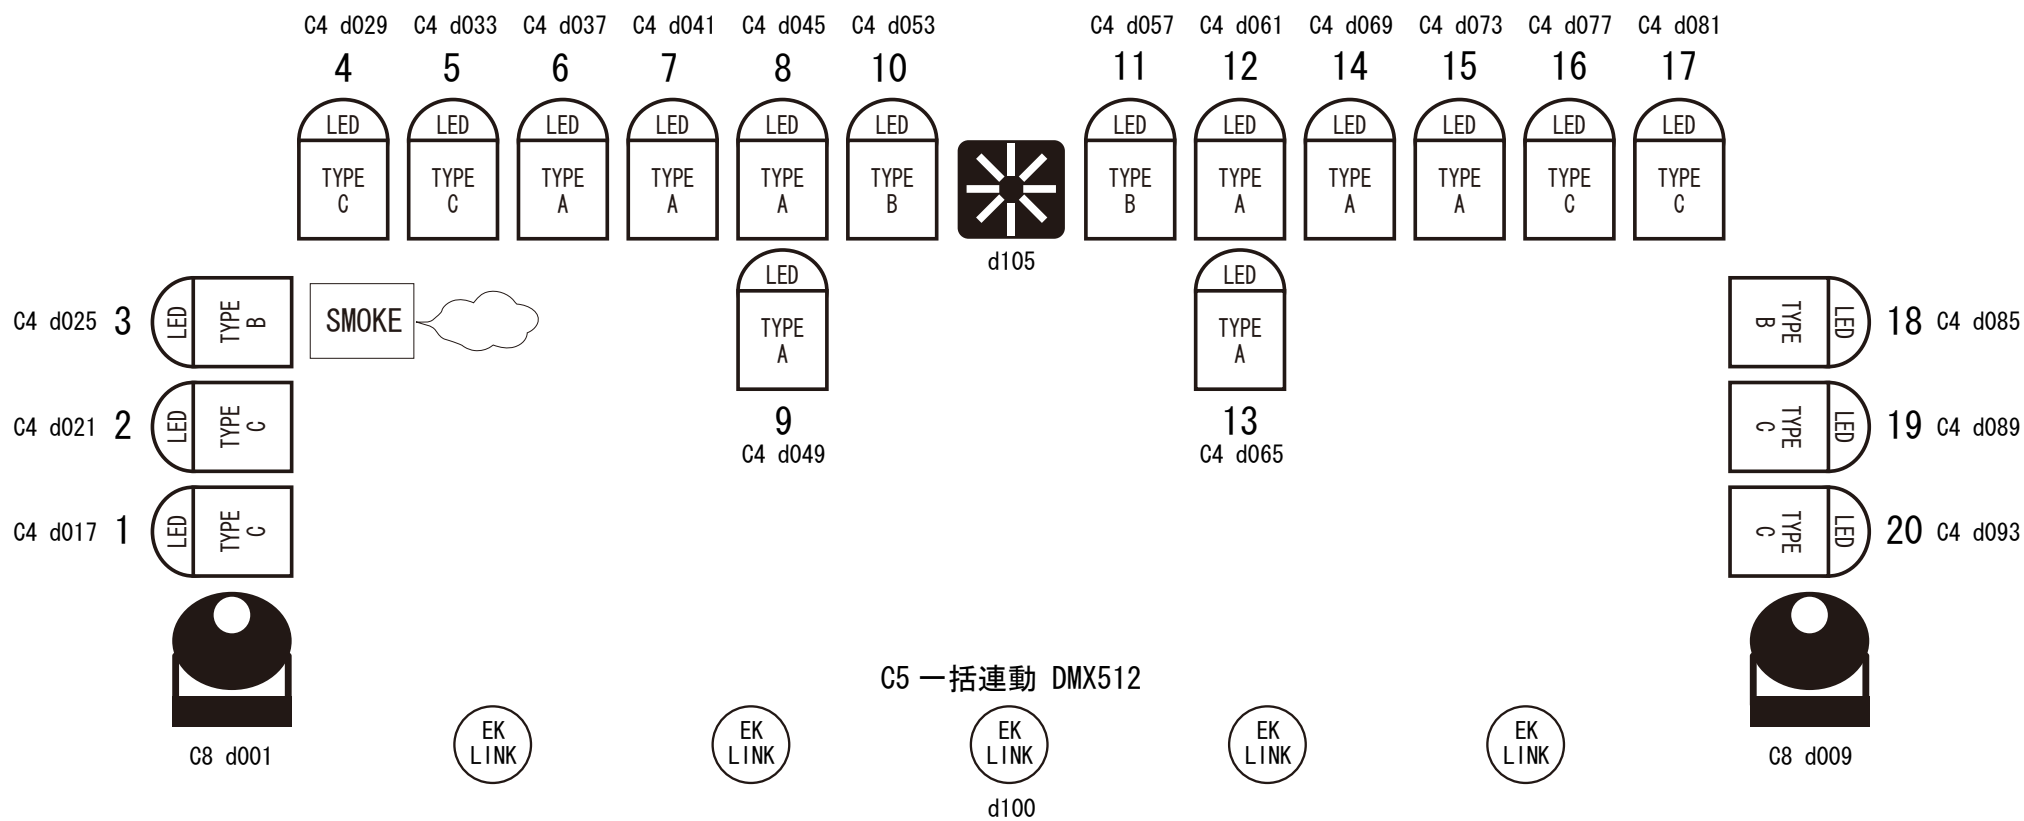 C4 d029 C4 d033 C4 d037 C4 d041 C4 d045 C4 d053 C4 d057 C4 d061 C4 d069 C4 d073 C4 d077 C4 d081
4 5 6 7 8 10 11 12 14 15 16 17
LED LED LED LED LED LED LED LED LED LED LED LED
TYPE TYPE TYPE TYPE TYPE TYPE TYPE TYPE TYPE TYPE TYPE TYPE
C C A A A B B A A A C C
d105
LED LED
TYPE TYPE
A A
9 13
C4 d049 C4 d065
C4 d025 3 LED TYPE B
SMOKE
TYPE B LED 18 C4 d085
C4 d021 2 LED TYPE C
TYPE C LED 19 C4 d089
C4 d017 1 LED TYPE C
TYPE C LED 20 C4 d093
C5 一括連動 DMX512
EK EK EK EK EK
LINK LINK LINK LINK LINK
C8 d001 C8 d009
d100